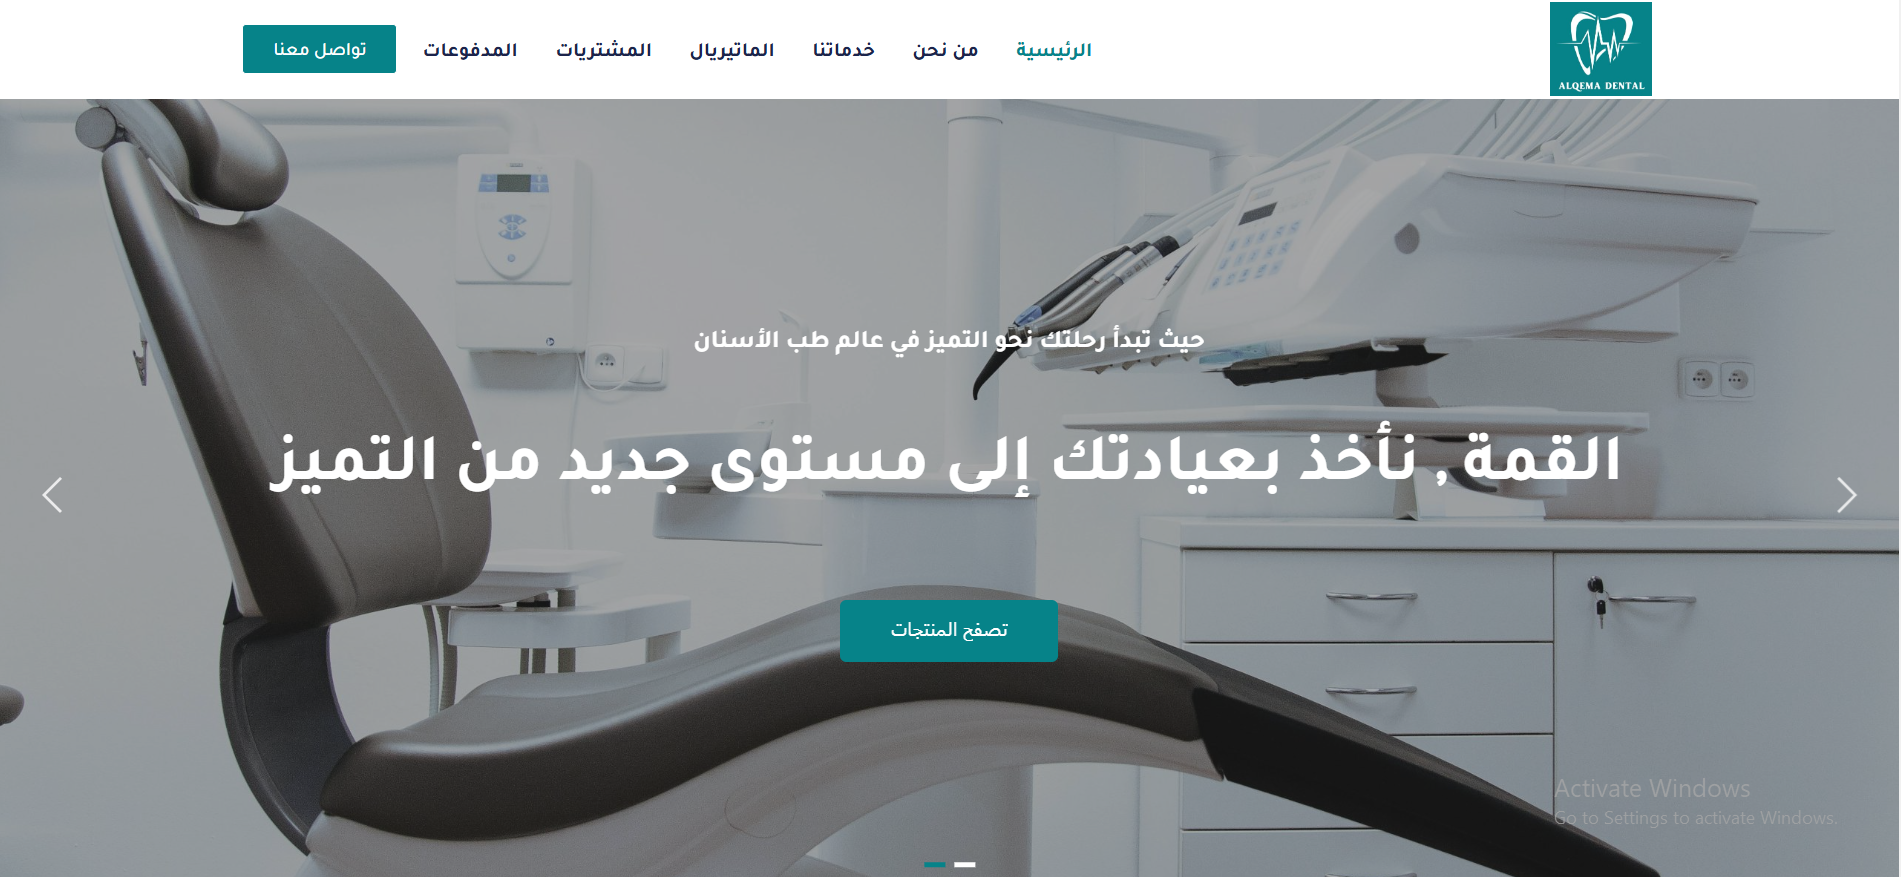 ALQEMA DENTAL
الرئيسية
من نحن
خدماتنا
الماتيريال
المشتريات
المدفوعات
تواصل معنا
حيث تبدأ رحلتك نحو التميز في عالم طب الأسنان
القمة , نأخذ بعيادتك إلى مستوى جديد من التميز
تصفح المنتجات
Activate Windows
Go to Settings to activate Windows.